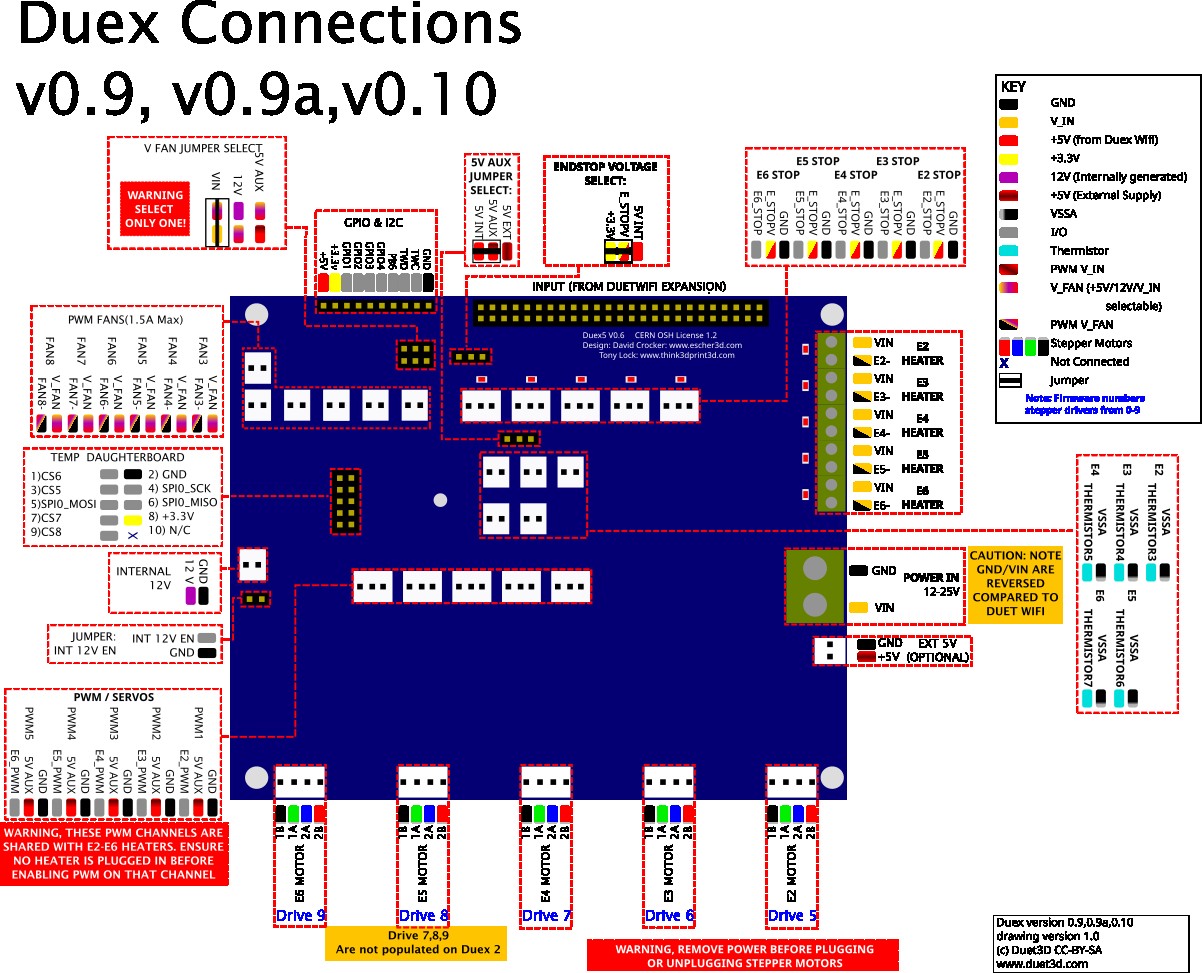 Duex Connections
v0.9, v0.9a,v0.10
V FAN JUMPER SELECT
WARNING
SELECT
ONLY ONE!
VIN
12V
5V AUX
GPIO & I2C
+5V
+3.3V
GPIO1
GPIO2
GPIO3
GPIO4
PB6
TWD
TWC
GND
5V AUX
JUMPER
SELECT:
5V INT
5V AUX
5V EXT
ENDSTOP VOLTAGE
SELECT:
+3.3V
E_STOPV
5V INT
E5 STOP E3 STOP
E6 STOP E4 STOP E2 STOP
E6_STOP
E_STOPV
GND
E5_STOP
E_STOPV
GND
E4_STOP
E_STOPV
GND
E3_STOP
E_STOPV
GND
E2_STOP
E_STOPV
GND
KEY
GND
V_IN
+5V (from Duex Wifi)
+3.3V
12V (Internally generated)
+5V (External Supply)
VSSA
I/O
Thermistor
PWM V_IN
V_FAN (+5V/12V/V_IN
selectable)
PWM V_FAN
Stepper Motors
X Not Connected
Jumper
Note: Firmware numbers
stepper drivers from 0-9
INPUT (FROM DUETWIFI EXPANSION)
Duex5 V0.6 CERN OSH License 1.2
Design: David Crocker: www.escher3d.com
Tony Lock: www.think3dprint3d.com
PWM FANS(1.5A Max)
FAN8
FAN7
FAN6
FAN5
FAN4
FAN3
FAN8-
V_FAN
FAN7-
V_FAN
FAN6-
V_FAN
FAN5-
V_FAN
FAN4-
V_FAN
FAN3-
V_FAN
VIN E2
E2- HEATER
VIN E3
E3- HEATER
VIN E4
E4- HEATER
VIN E5
E5- HEATER
VIN E6
E6- HEATER
TEMP DAUGHTERBOARD
1)CS6 2) GND
3)CS5 4) SPI0_SCK
5)SPI0_MOSI 6) SPI0_MISO
7)CS7 8) +3.3V
9)CS8 X 10) N/C
E4
THERMISTOR5
VSSA
E3
THERMISTOR4
VSSA
E2
THERMISTOR3
VSSA
E6
THERMISTOR7
VSSA
E5
THERMISTOR6
VSSA
INTERNAL
12V
12 V
GND
GND
POWER IN
12-25V
VIN
CAUTION: NOTE
GND/VIN ARE
REVERSED
COMPARED TO
DUET WIFI
JUMPER: INT 12V EN
INT 12V EN GND
GND EXT 5V
+5V (OPTIONAL)
PWM / SERVOS
PWM5
PWM4
PWM3
PWM2
PWM1
E6_PWM
5V AUX
GND
E5_PWM
5V AUX
GND
E4_PWM
5V AUX
GND
E3_PWM
5V AUX
GND
E2_PWM
5V AUX
GND
WARNING, THESE PWM CHANNELS ARE
SHARED WITH E2-E6 HEATERS. ENSURE
NO HEATER IS PLUGGED IN BEFORE
ENABLING PWM ON THAT CHANNEL
1B
1A
2A
2B
E6 MOTOR
Drive 9
1B
1A
2A
2B
E5 MOTOR
Drive 8
1B
1A
2A
2B
E4 MOTOR
Drive 7
1B
1A
2A
2B
E3 MOTOR
Drive 6
1B
1A
2A
2B
E2 MOTOR
Drive 5
Drive 7,8,9
Are not populated on Duex 2
WARNING, REMOVE POWER BEFORE PLUGGING
OR UNPLUGGING STEPPER MOTORS
Duex version 0.9,0.9a,0.10
drawing version 1.0
(c) Duet3D CC-BY-SA
www.duet3d.com